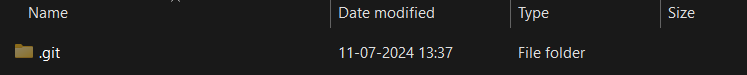 Name Date modified Type Size
.git 11-07-2024 13:37 File folder